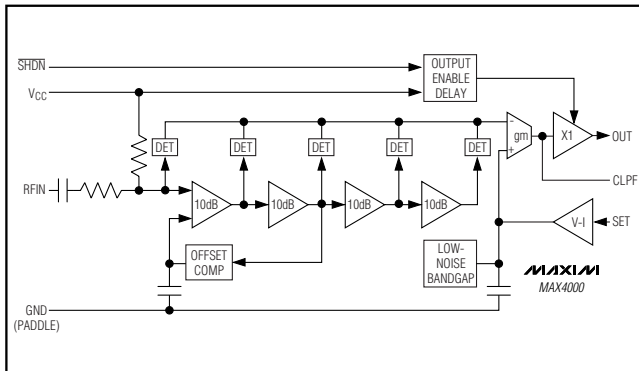 SHDN
OUTPUT
ENABLE
DELAY
VCC
DET
DET
DET
DET
DET
-
gm
+
X1
OUT
CLPF
RFIN
10dB
10dB
10dB
10dB
V-I
SET
OFFSET
COMP
LOW-
NOISE
BANDGAP
MAXIM
MAX4000
GND
(PADDLE)